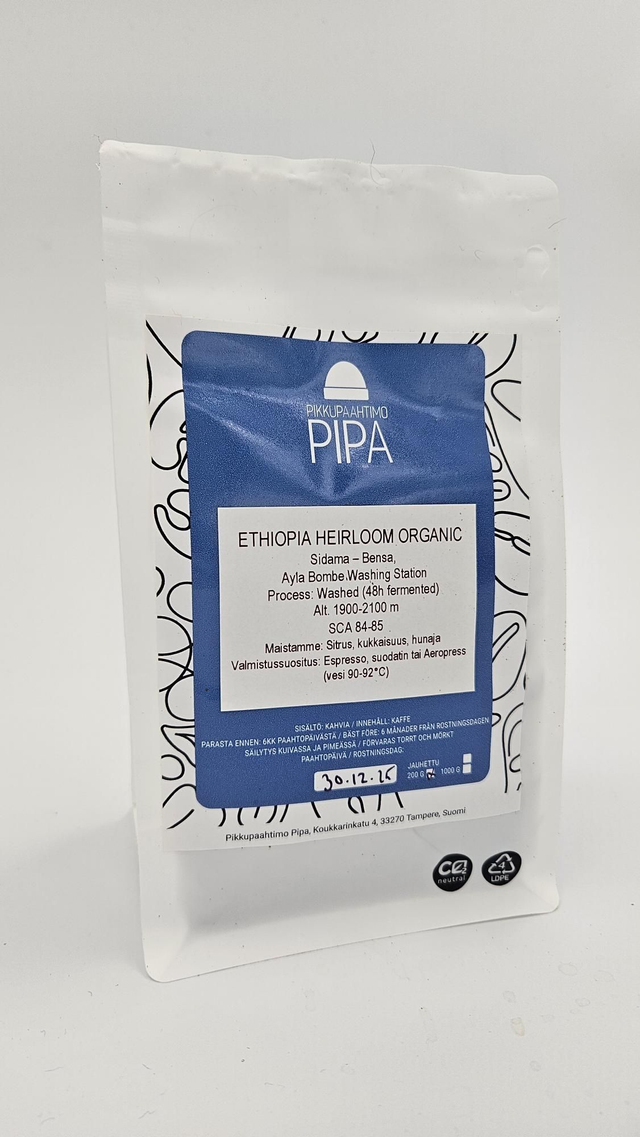 PIKKUPAAHTIMO
PIPA
ETHIOPIA HEIRLOOM ORGANIC
Sidama – Bensa,
Ayla Bombe Washing Station
Process: Washed (48h fermented)
Alt. 1900-2100 m
SCA 84-85
Maistamme: Sitrus, kukkaisuus, hunaja
Valmistussuositus: Espresso, suodatin tai Aeropress
(vesi 90-92°C)
SISÄLTÖ: KAHVIA / INNEHÅLL: KAFFE
PARASTA ENNEN: 6KK PAAHTOPÄIVÄSTÄ / BÄST FÖRE: 6 MÅNADER FRÅN ROSTNINGSDAGEN
SÄILYTYS KUIVASSA JA PIMEÄSSÄ / FÖRVARAS TORRT OCH MÖRKT
PAAHTOPÄIVÄ / ROSTNINGSDAG:
JAUHETTU
30.12.25
200 G 1000 G
Pikkupaahtimo Pipa, Koukkarinkatu 4, 33270 Tampere, Suomi
CO2
neutral
4
LDPE